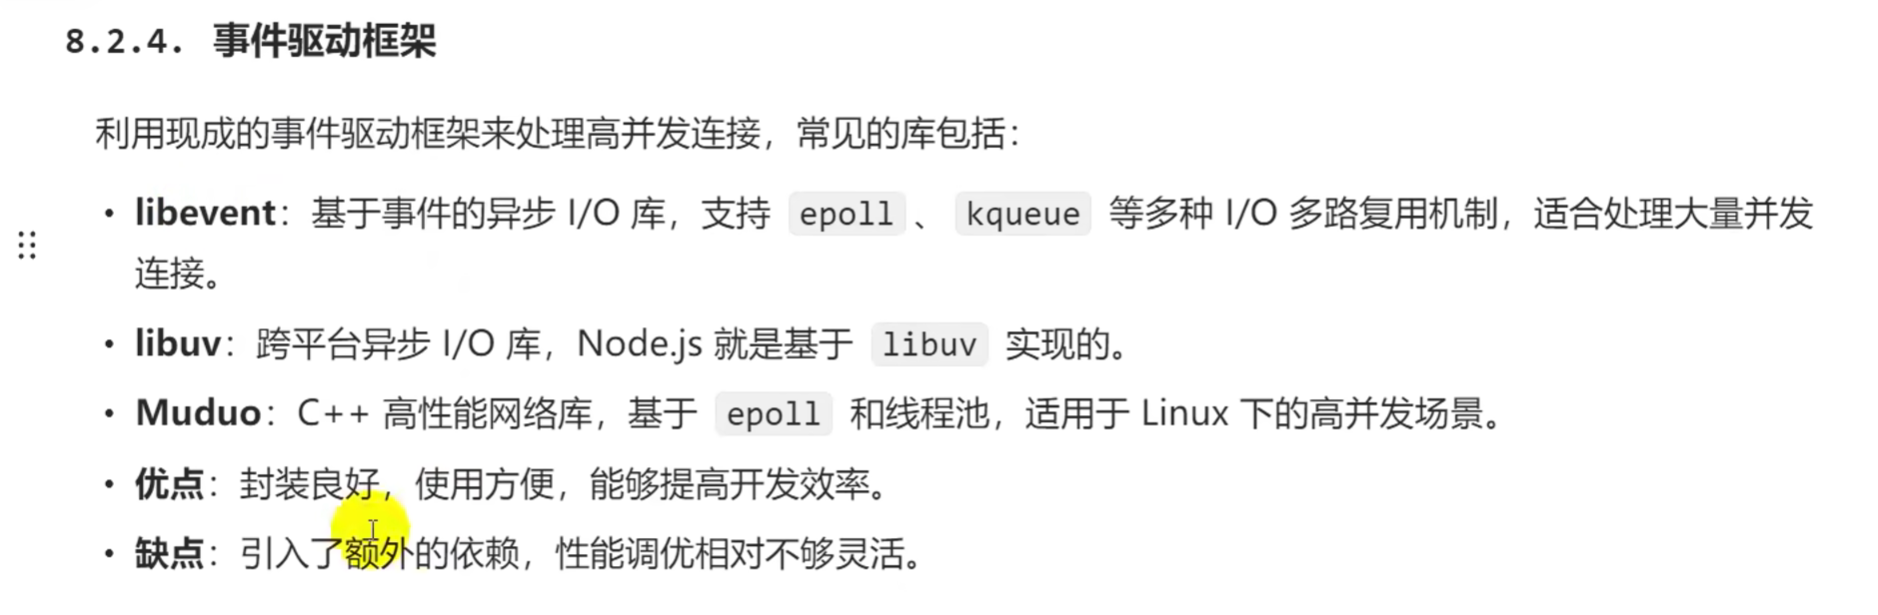 8.2.4. 事件驱动框架
利用现成的事件驱动框架来处理高并发连接，常见的库包括：
• libevent：基于事件的异步 I/O 库，支持 epoll 、 kqueue 等多种 I/O 多路复用机制，适合处理大量并发
连接。
• libuv：跨平台异步 I/O 库，Node.js 就是基于 libuv 实现的。
• Muduo：C++ 高性能网络库，基于 epoll 和线程池，适用于 Linux 下的高并发场景。
• 优点：封装良好，使用方便，能够提高开发效率。
• 缺点：引入了额外的依赖，性能调优相对不够灵活。